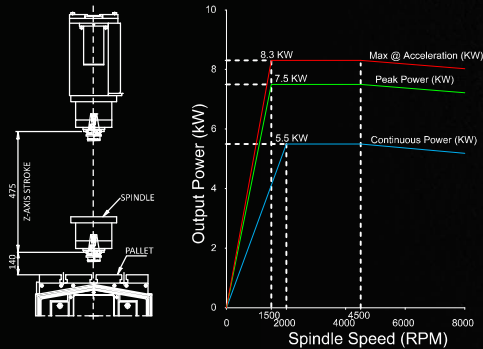 Z-AXIS STROKE
475
140
SPINDLE
PALLET
Output Power (kW)
10
8
6
4
2
0
8.3 KW
7.5 KW
5.5 KW
Max @ Acceleration (KW)
Peak Power (KW)
Continuous Power (KW)
0
1500
2000
4000
4500
6000
8000
Spindle Speed (RPM)